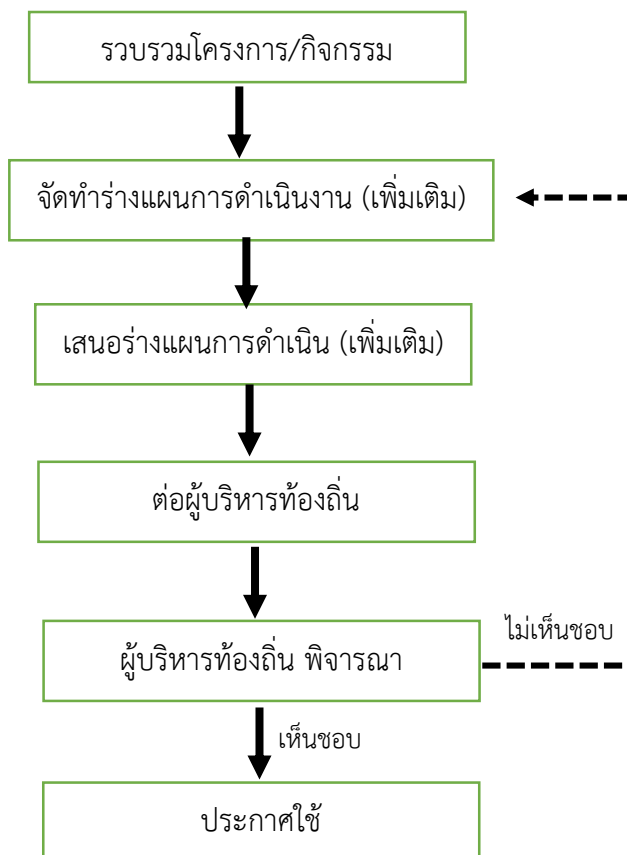 รวบรวมโครงการ/กิจกรรม
จัดทำร่างแผนการดำเนินงาน (เพิ่มเติม)
เสนอร่างแผนการดำเนิน (เพิ่มเติม)
ต่อผู้บริหารท้องถิ่น
ผู้บริหารท้องถิ่น พิจารณา
ไม่เห็นชอบ
เห็นชอบ
ประกาศใช้